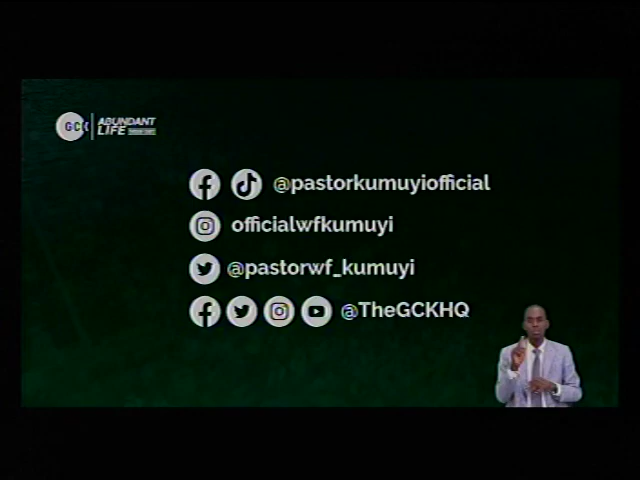 GCK
ABUNDANT
LIFE
@pastorkumuyiofficial
officialwfkumuyi
@pastorwf_kumuyi
@TheGCKHQ